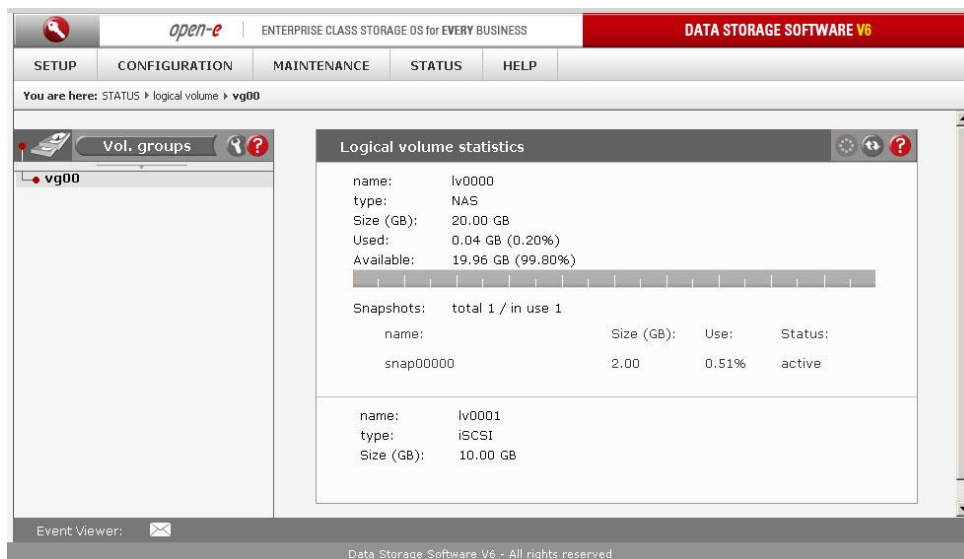 open-e ENTERPRISE CLASS STORAGE OS for EVERY BUSINESS DATA STORAGE SOFTWARE V6
SETUP CONFIGURATION MAINTENANCE STATUS HELP
You are here: STATUS logical volume vg00
Vol. groups ?
vg00
Logical volume statistics ?
name: lv0000
type: NAS
Size (GB): 20.00 GB
Used: 0.04 GB (0.20%)
Available: 19.96 GB (99.80%)
Snapshots: total 1 / in use 1
name: Size (GB): Use: Status:
snap00000 2.00 0.51% active
name: lv0001
type: iSCSI
Size (GB): 10.00 GB
Event Viewer:
Data Storage Software V6 - All rights reserved